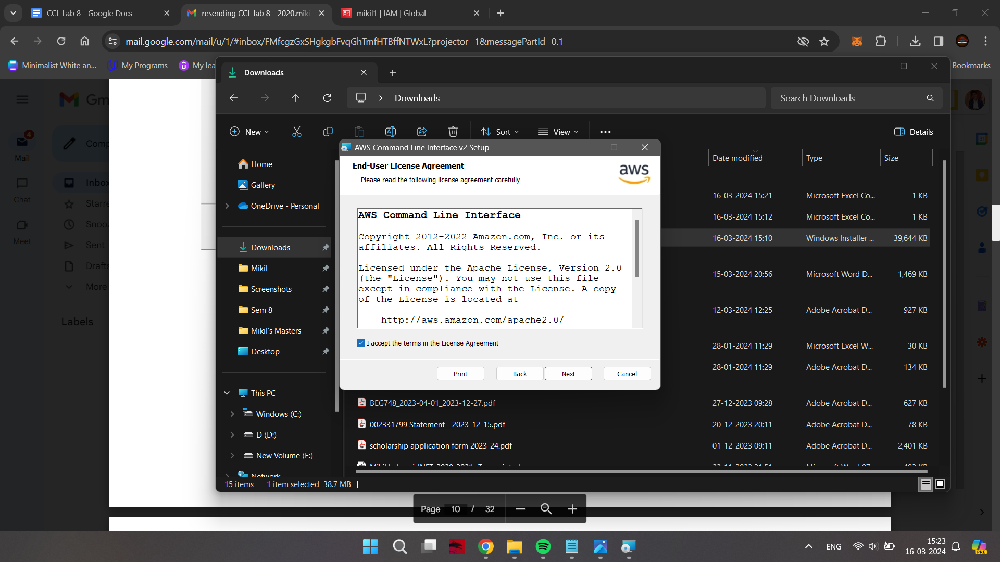 CCL Lab 8 - Google Docs
resending CCL lab 8 - 2020.miki
mikil1 | IAM | Global
mail.google.com/mail/u/1/#inbox/FMfcgzGxSHgkgbFvqGhTmfHTBffNTWxL?projector=1&messagePartId=0.1
Minimalist White an...
My Programs
My lea
Bookmarks
Downloads
Downloads
Search Downloads
New
Sort
View
Details
Gm
Comp
4
Mail
Chat
Meet
Inbox
Starre
Snooz
Sent
Drafts
More
Labels
Home
Gallery
OneDrive - Personal
Downloads
Mikil
Screenshots
Sem 8
Mikil's Masters
Desktop
This PC
Windows (C:)
D (D:)
New Volume (E:)
Network
AWS Command Line Interface v2 Setup
End-User License Agreement
Please read the following license agreement carefully
aws
AWS Command Line Interface
Copyright 2012-2022 Amazon.com, Inc. or its
affiliates. All Rights Reserved.
Licensed under the Apache License, Version 2.0
(the "License"). You may not use this file
except in compliance with the License. A copy
of the License is located at
http://aws.amazon.com/apache2.0/
I accept the terms in the License Agreement
Print
Back
Next
Cancel
Date modified Type Size
16-03-2024 15:21 Microsoft Excel Co... 1 KB
16-03-2024 15:12 Microsoft Excel Co... 1 KB
16-03-2024 15:10 Windows Installer ... 39,644 KB
15-03-2024 20:56 Microsoft Word D... 1,469 KB
12-03-2024 12:25 Adobe Acrobat D... 927 KB
28-01-2024 11:29 Microsoft Excel W... 30 KB
28-01-2024 11:29 Adobe Acrobat D... 134 KB
BEG748_2023-04-01_2023-12-27.pdf 27-12-2023 09:28 Adobe Acrobat D... 627 KB
002331799 Statement - 2023-12-15.pdf 20-12-2023 20:11 Adobe Acrobat D... 78 KB
scholarship application form 2023-24.pdf 01-12-2023 09:11 Adobe Acrobat D... 2,401 KB
15 items | 1 item selected 38.7 MB |
Page 10 / 32
31
ENG
15:23
16-03-2024
PRE